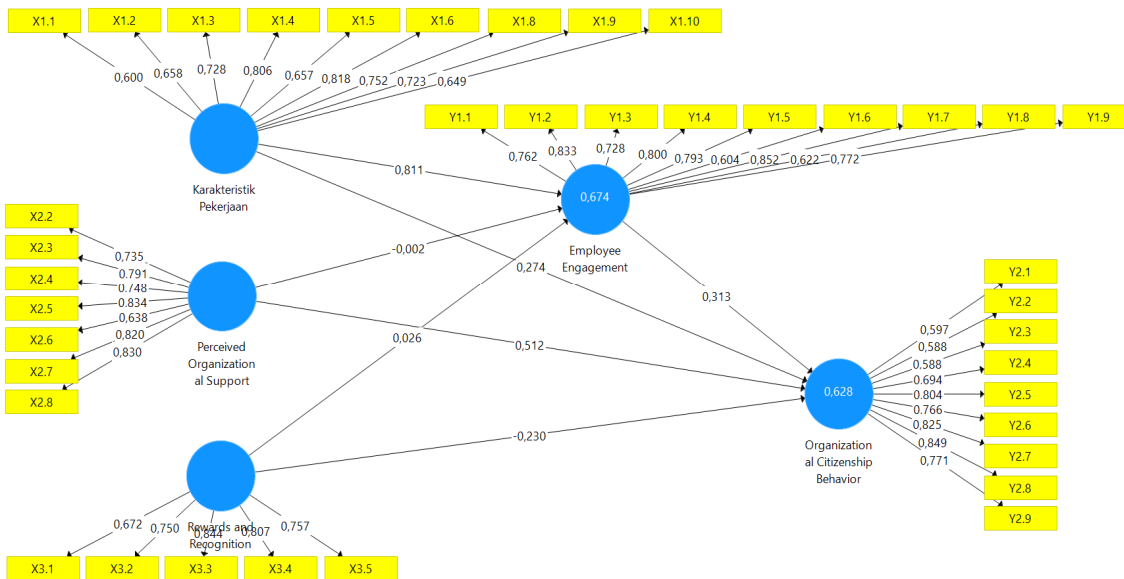 X1.1 X1.2 X1.3 X1.4 X1.5 X1.6 X1.8 X1.9 X1.10
0,600 0,658 0,728 0,806 0,657 0,818 0,752 0,723 0,649
Karakteristik
Pekerjaan
Y1.1 Y1.2 Y1.3 Y1.4 Y1.5 Y1.6 Y1.7 Y1.8 Y1.9
0,762 0,833 0,728 0,800 0,793 0,604 0,852 0,622 0,772
0,811
0,674
Employee
Engagement
X2.2
X2.3
X2.4
X2.5
X2.6
X2.7
X2.8
0,735
0,791
0,748
0,834
0,638
0,820
0,830
Perceived
Organization
al Support
-0,002
0,274
0,313
0,026
0,512
-0,230
0,628
Organization
al Citizenship
Behavior
0,597
0,588
0,588
0,694
0,804
0,766
0,825
0,849
0,771
Y2.1
Y2.2
Y2.3
Y2.4
Y2.5
Y2.6
Y2.7
Y2.8
Y2.9
Rewards and
Recognition
0,672 0,750 0,844 0,807 0,757
X3.1 X3.2 X3.3 X3.4 X3.5